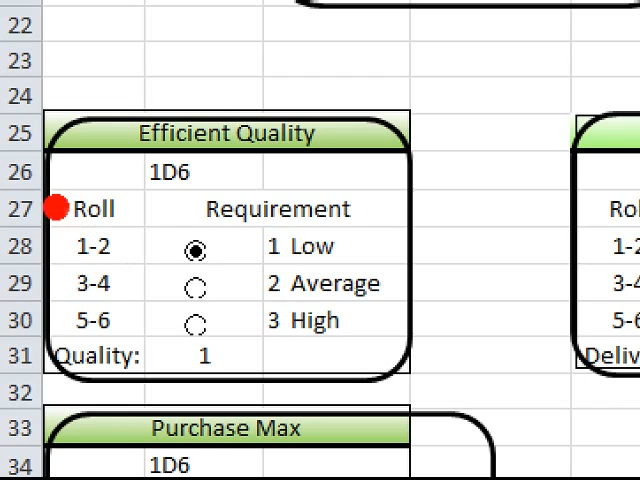 22
23
24
25 Efficient Quality
26 1D6
27 Roll Requirement
28 1-2 1 Low
29 3-4 2 Average
30 5-6 3 High
31 Quality: 1
32
33 Purchase Max
34 1D6